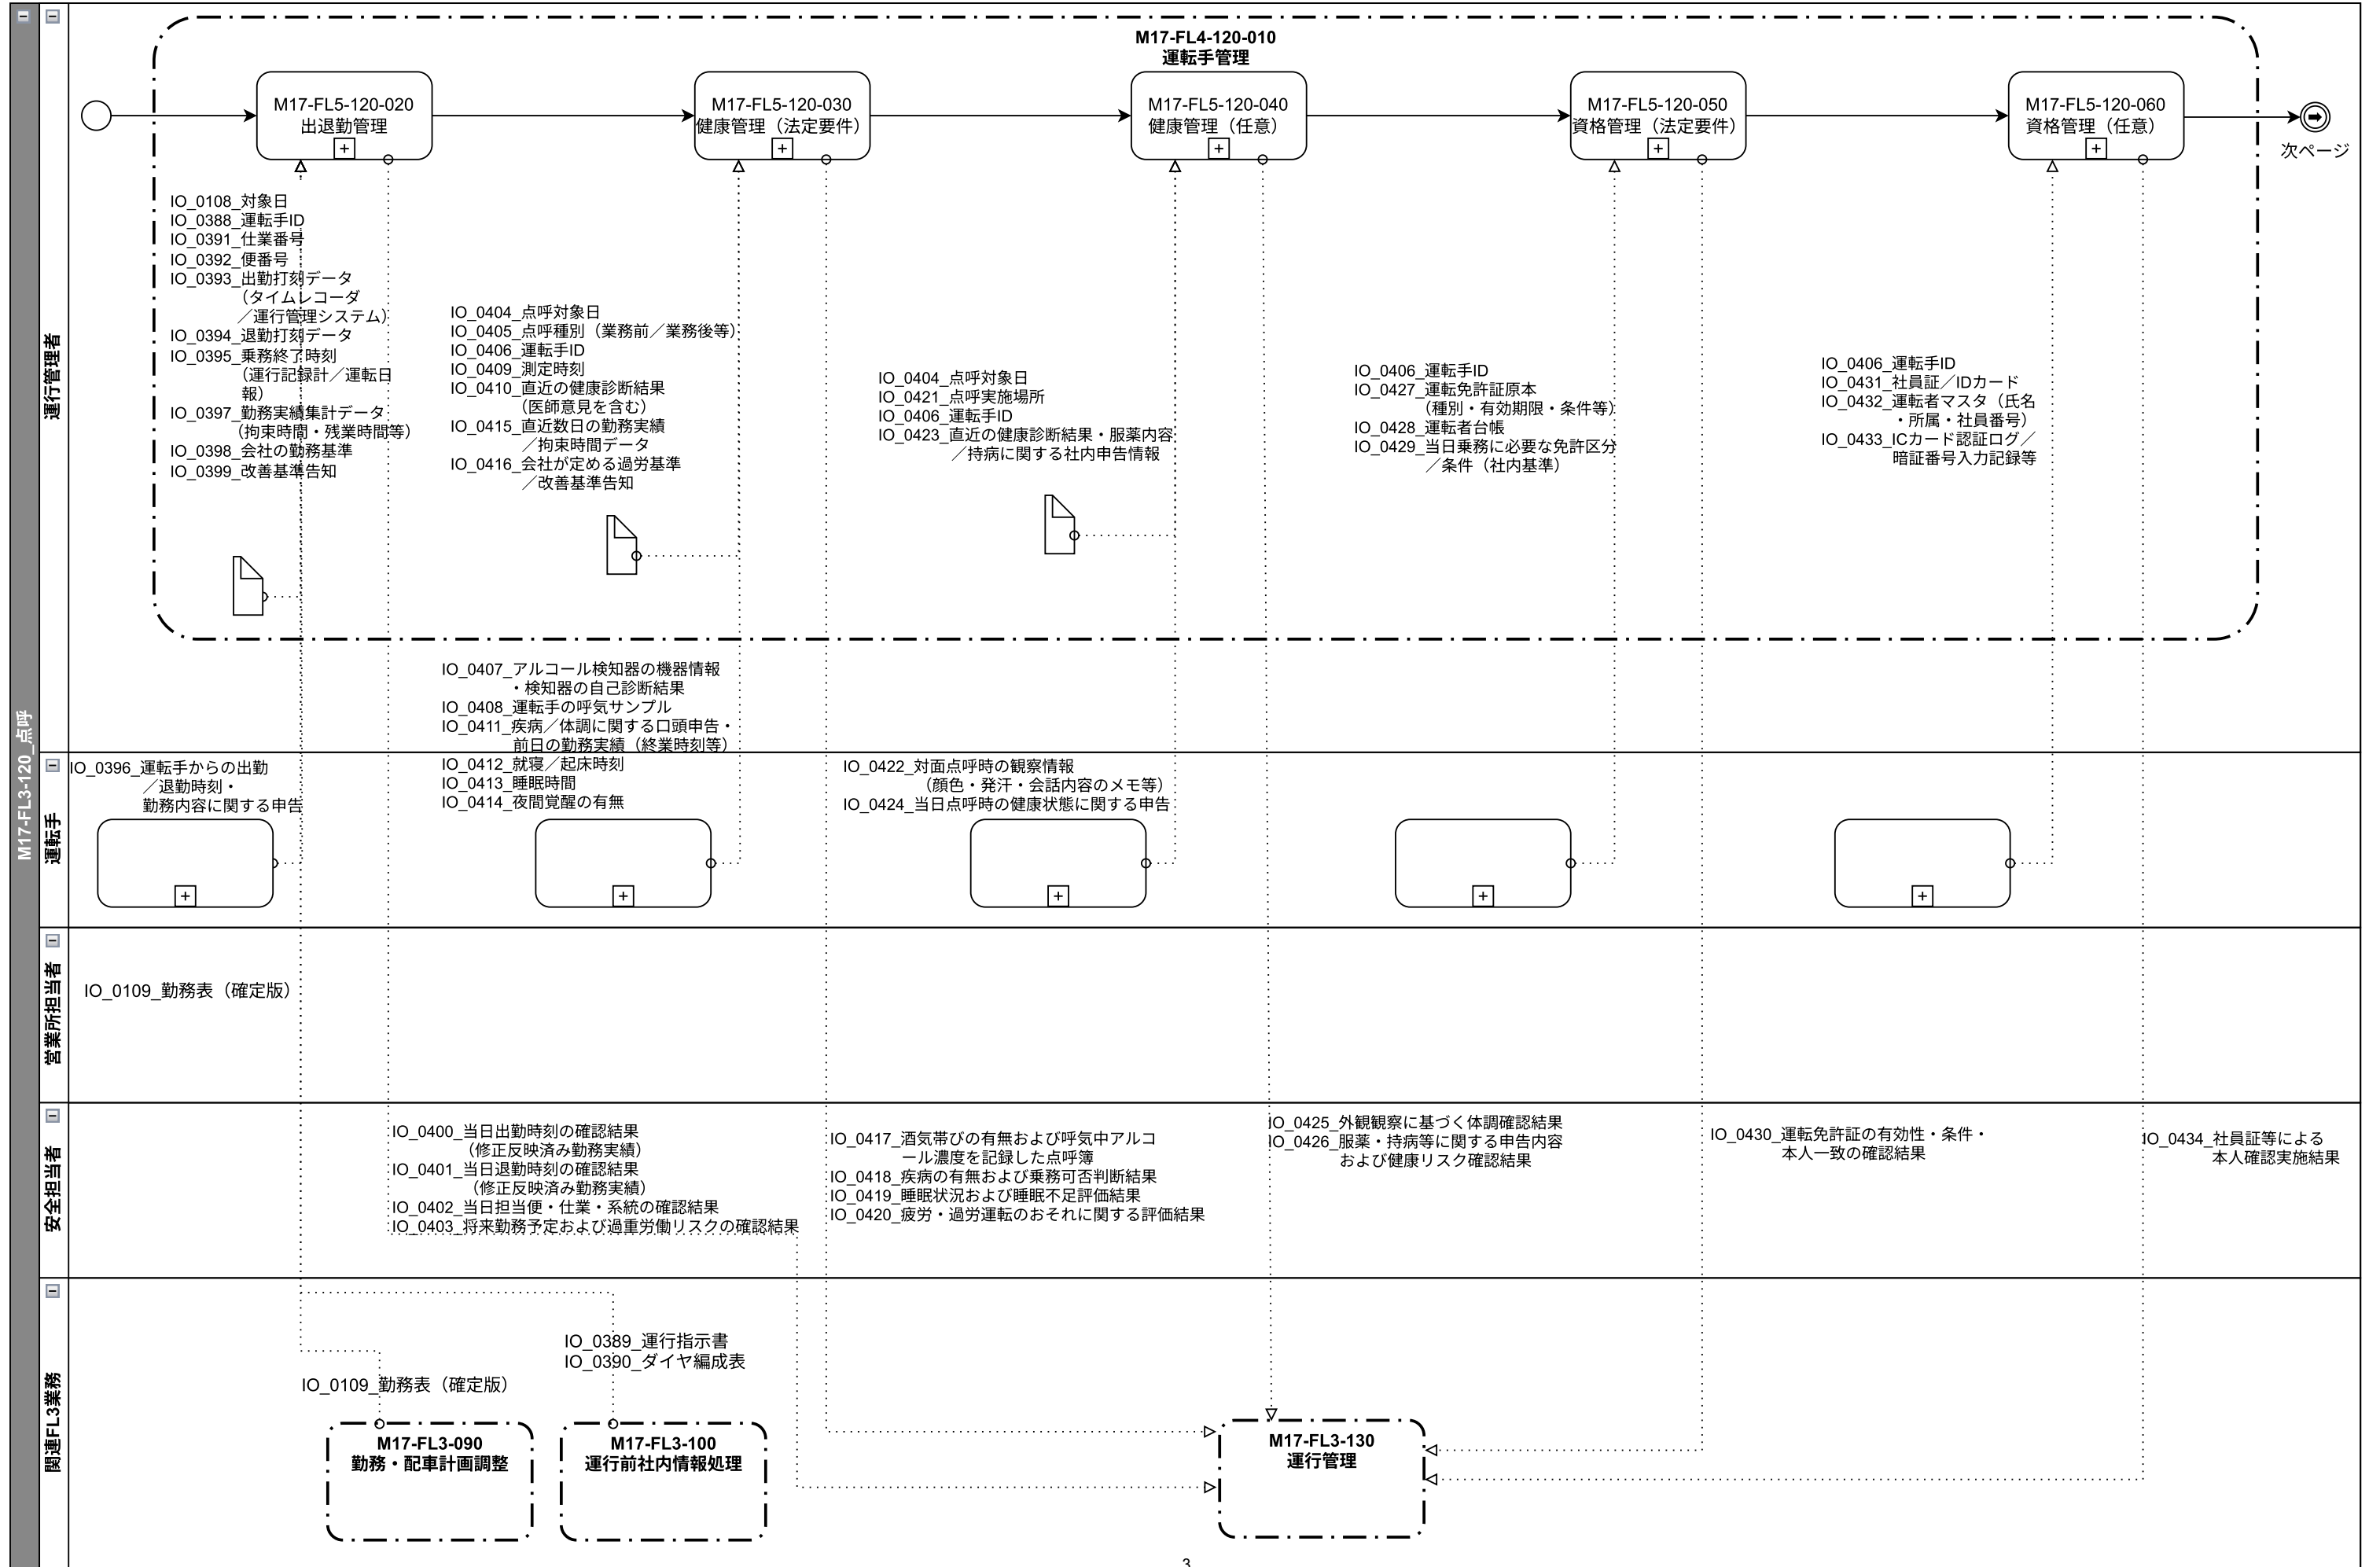 M17-FL3-120_点呼
運行管理者
M17-FL4-120-010
運転手管理
M17-FL5-120-020
出退勤管理
M17-FL5-120-030
健康管理（法定要件）
M17-FL5-120-040
健康管理（任意）
M17-FL5-120-050
資格管理（法定要件）
M17-FL5-120-060
資格管理（任意）
次ページ
IO_0108_対象日
IO_0388_運転手ID
IO_0391_仕業番号
IO_0392_便番号
IO_0393_出勤打刻データ
（タイムレコーダ
／運行管理システム）
IO_0394_退勤打刻データ
IO_0395_乗務終了時刻
（運行記録計／運転日
報）
IO_0397_勤務実績集計データ
（拘束時間・残業時間等）
IO_0398_会社の勤務基準
IO_0399_改善基準告知
IO_0404_点呼対象日
IO_0405_点呼種別（業務前／業務後等）
IO_0406_運転手ID
IO_0409_測定時刻
IO_0410_直近の健康診断結果
（医師意見を含む）
IO_0415_直近数日の勤務実績
／拘束時間データ
IO_0416_会社が定める過労基準
／改善基準告知
IO_0404_点呼対象日
IO_0421_点呼実施場所
IO_0406_運転手ID
IO_0423_直近の健康診断結果・服薬内容
／持病に関する社内申告情報
IO_0406_運転手ID
IO_0427_運転免許証原本
（種別・有効期限・条件等）
IO_0428_運転者台帳
IO_0429_当日乗務に必要な免許区分
／条件（社内基準）
IO_0406_運転手ID
IO_0431_社員証／IDカード
IO_0432_運転者マスタ（氏名
・所属・社員番号）
IO_0433_ICカード認証ログ／
暗証番号入力記録等
IO_0407_アルコール検知器の機器情報
・検知器の自己診断結果
IO_0408_運転手の呼気サンプル
IO_0411_疾病／体調に関する口頭申告・
前日の勤務実績（終業時刻等）
IO_0412_就寝／起床時刻
IO_0413_睡眠時間
IO_0414_夜間覚醒の有無
運転手
IO_0396_運転手からの出勤
／退勤時刻・
勤務内容に関する申告
IO_0422_対面点呼時の観察情報
（顔色・発汗・会話内容のメモ等）
IO_0424_当日点呼時の健康状態に関する申告
営業所担当者
IO_0109_勤務表（確定版）
安全担当者
IO_0400_当日出勤時刻の確認結果
（修正反映済み勤務実績）
IO_0401_当日退勤時刻の確認結果
（修正反映済み勤務実績）
IO_0402_当日担当便・仕業・系統の確認結果
IO_0403_将来勤務予定および過重労働リスクの確認結果
IO_0417_酒気帯びの有無および呼気中アルコ
ール濃度を記録した点呼簿
IO_0418_疾病の有無および乗務可否判断結果
IO_0419_睡眠状況および睡眠不足評価結果
IO_0420_疲労・過労運転のおそれに関する評価結果
IO_0425_外観観察に基づく体調確認結果
IO_0426_服薬・持病等に関する申告内容
および健康リスク確認結果
IO_0430_運転免許証の有効性・条件・
本人一致の確認結果
IO_0434_社員証等による
本人確認実施結果
関連FL3業務
IO_0389_運行指示書
IO_0390_ダイヤ編成表
IO_0109_勤務表（確定版）
M17-FL3-090
勤務・配車計画調整
M17-FL3-100
運行前社内情報処理
M17-FL3-130
運行管理
3